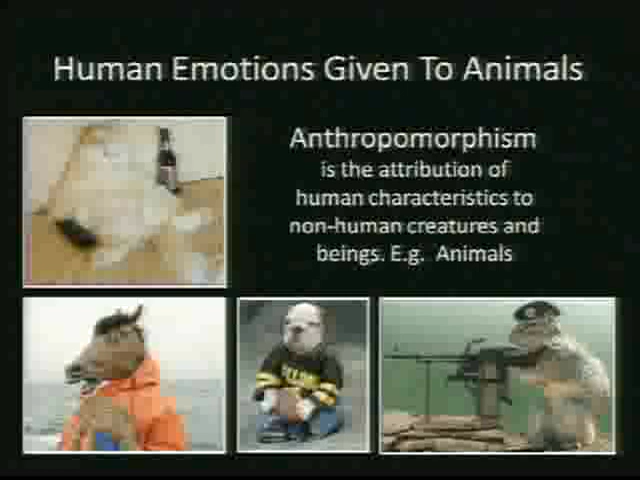 Human Emotions Given To Animals
Anthropomorphism
is the attribution of
human characteristics to
non-human creatures and
beings. E.g. Animals